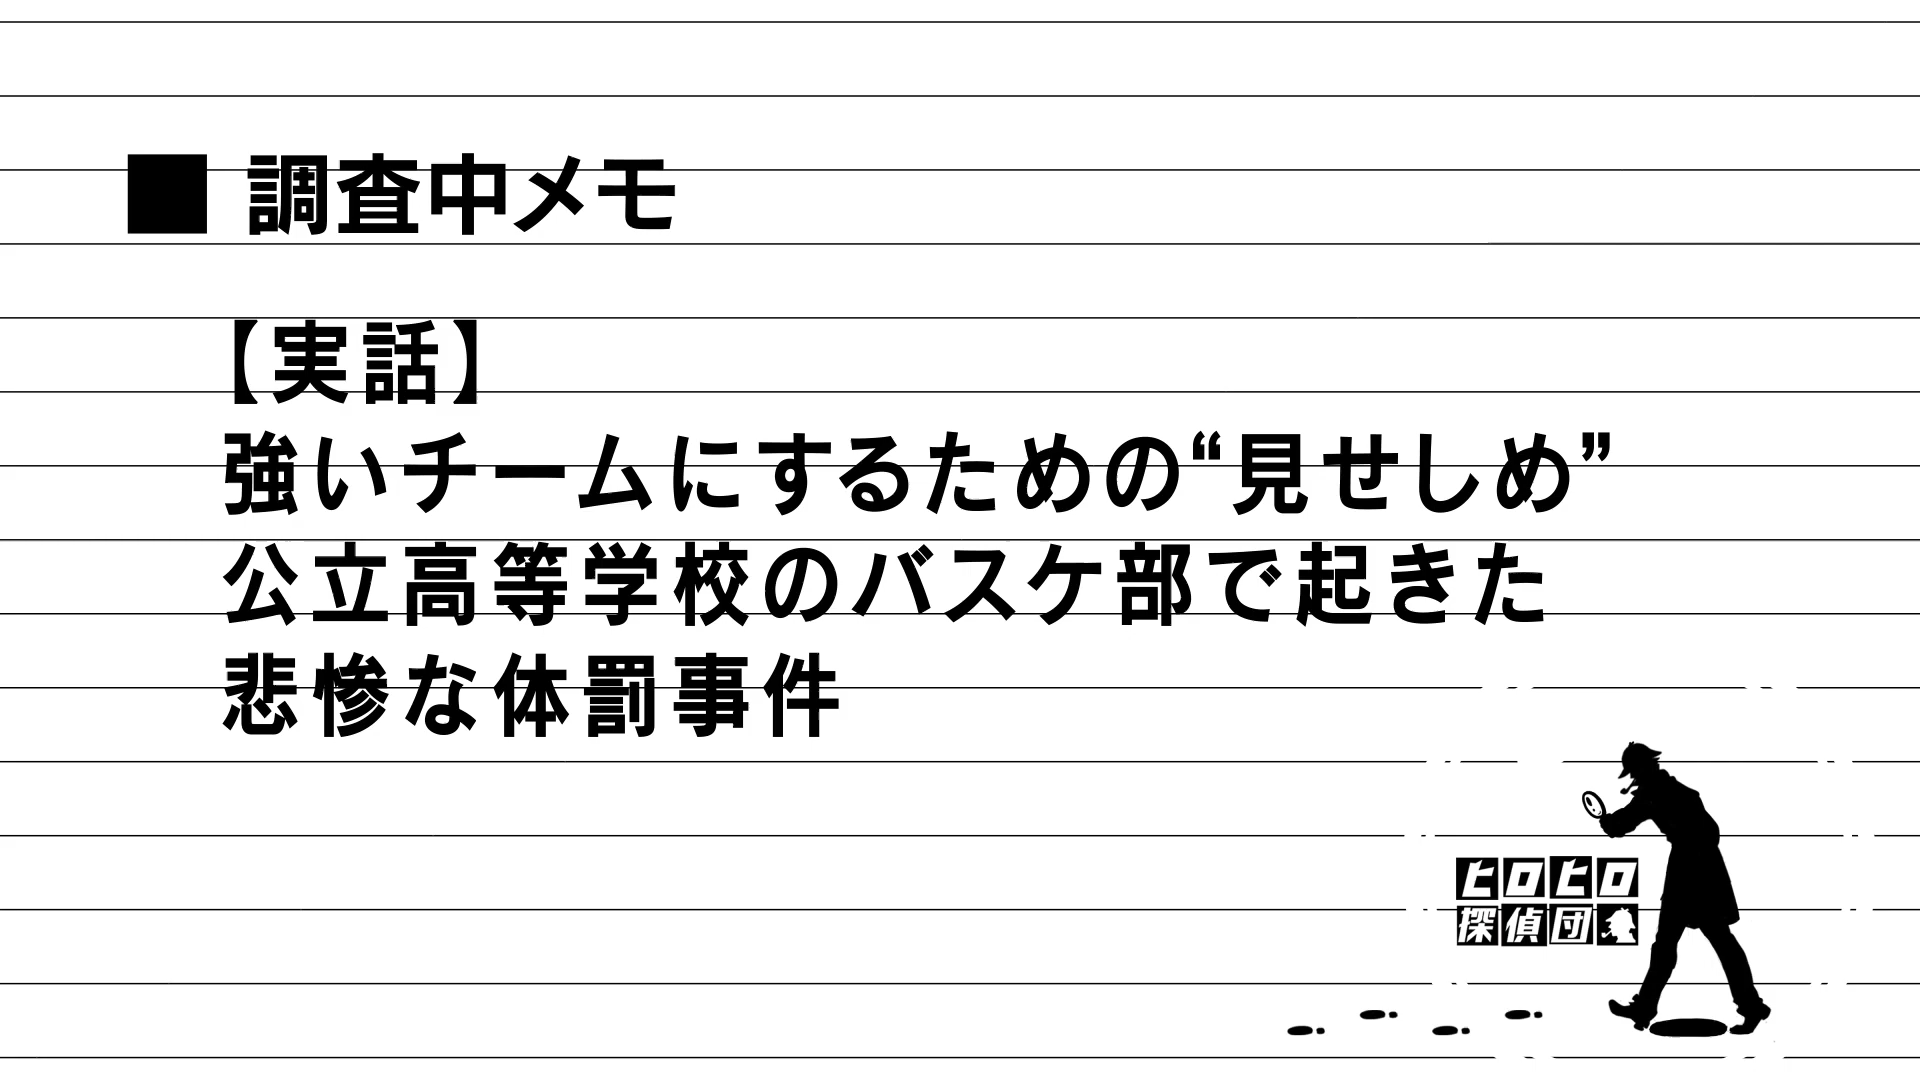 ■ 調査中メモ
【実話】
強いチームにするための“見せしめ”
公立高等学校のバスケ部で起きた
悲惨な体罰事件
ヒロヒロ
探偵団